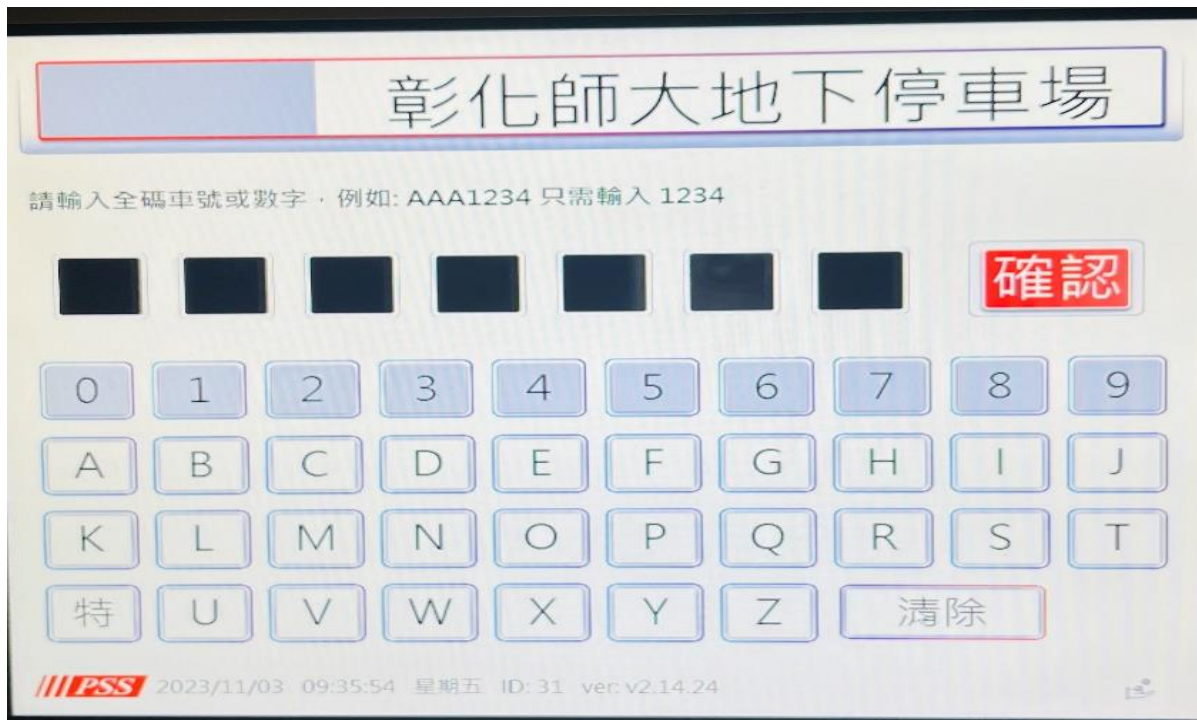 彰化師大地下停車場
請輸入全碼車號或數字，例如: AAA1234 只需輸入 1234
確認
0 1 2 3 4 5 6 7 8 9
A B C D E F G H I J
K L M N O P Q R S T
特 U V W X Y Z 清除
PSS 2023/11/03 09:35:54 星期五 ID: 31 ver: v2.14.24